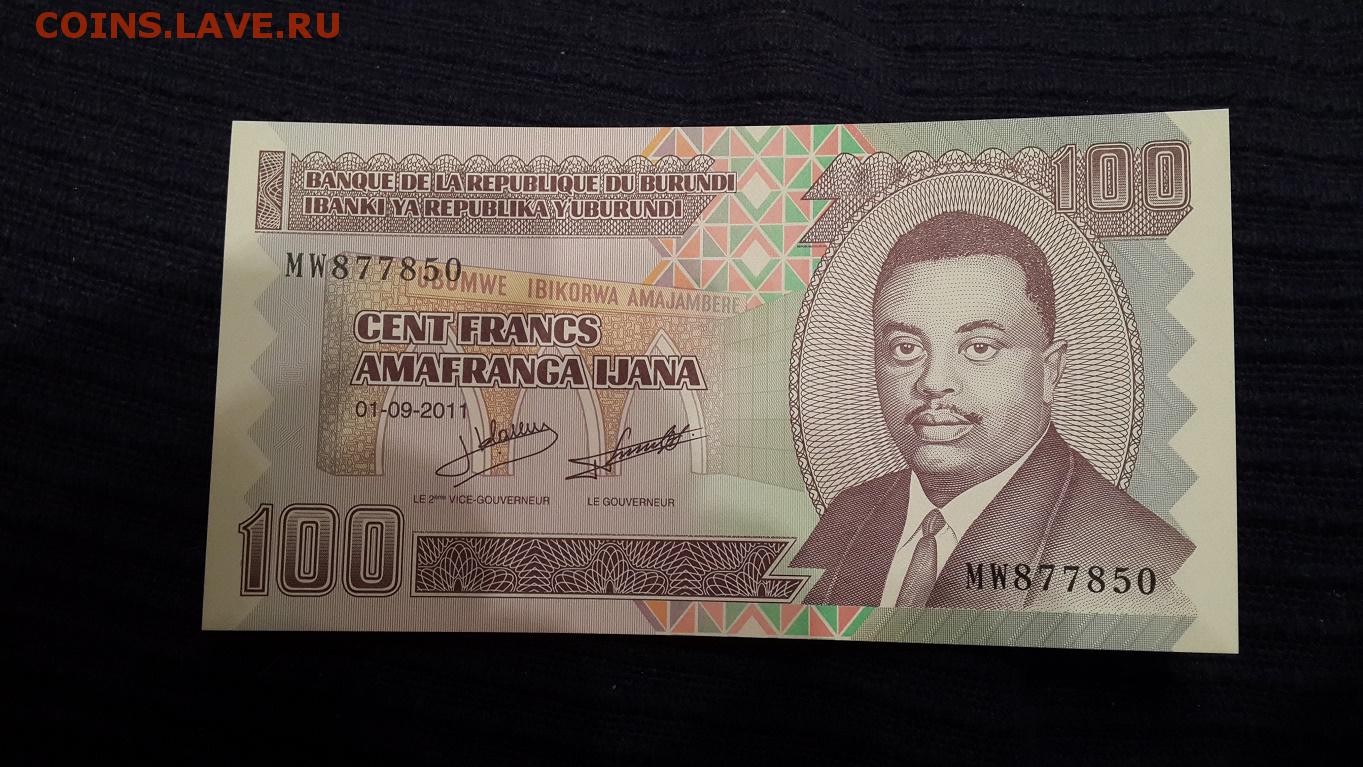 COINS.LAVE.RU
100
BANQUE DE LA REPUBLIQUE DU BURUNDI
IBANKI YA REPUBLIKA Y'UBURUNDI
MW877850
UBUMWE IBIKORWA AMAJAMBERE
CENT FRANCS
AMAFRANGA IJANA
01-09-2011
LE 2ème VICE-GOUVERNEUR LE GOUVERNEUR
100
MW877850